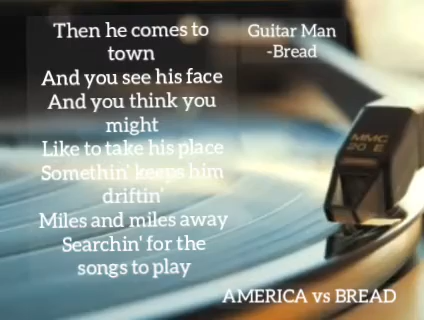 Then he comes to
town
And you see his face
And you think you
might
Like to take his place
Somethin' keeps him
driftin'
Miles and miles away
Searchin' for the
songs to play
Guitar Man
-Bread
MMC
20 E
AMERICA vs BREAD